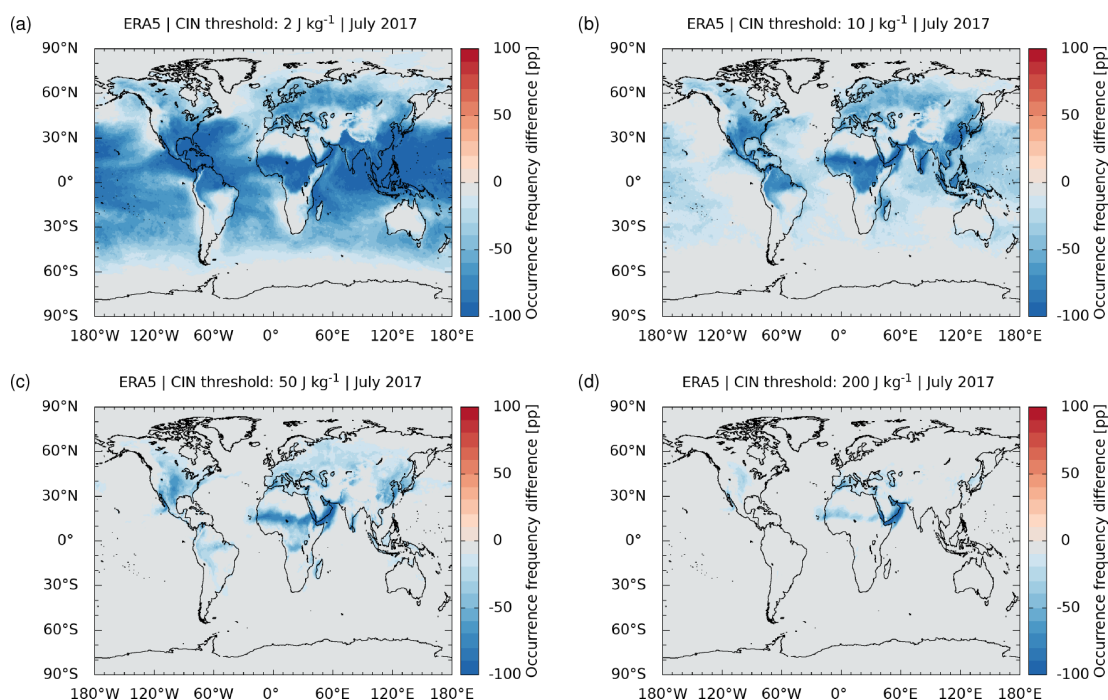 (a) ERA5 | CIN threshold: 2 J kg⁻¹ | July 2017
90°N
60°N
30°N
0°
30°S
60°S
90°S
180°W 120°W 60°W 0° 60°E 120°E 180°E
100
50
0
-50
-100
Occurrence frequency difference [pp]
(b) ERA5 | CIN threshold: 10 J kg⁻¹ | July 2017
90°N
60°N
30°N
0°
30°S
60°S
90°S
180°W 120°W 60°W 0° 60°E 120°E 180°E
100
50
0
-50
-100
Occurrence frequency difference [pp]
(c) ERA5 | CIN threshold: 50 J kg⁻¹ | July 2017
90°N
60°N
30°N
0°
30°S
60°S
90°S
180°W 120°W 60°W 0° 60°E 120°E 180°E
100
50
0
-50
-100
Occurrence frequency difference [pp]
(d) ERA5 | CIN threshold: 200 J kg⁻¹ | July 2017
90°N
60°N
30°N
0°
30°S
60°S
90°S
180°W 120°W 60°W 0° 60°E 120°E 180°E
100
50
0
-50
-100
Occurrence frequency difference [pp]